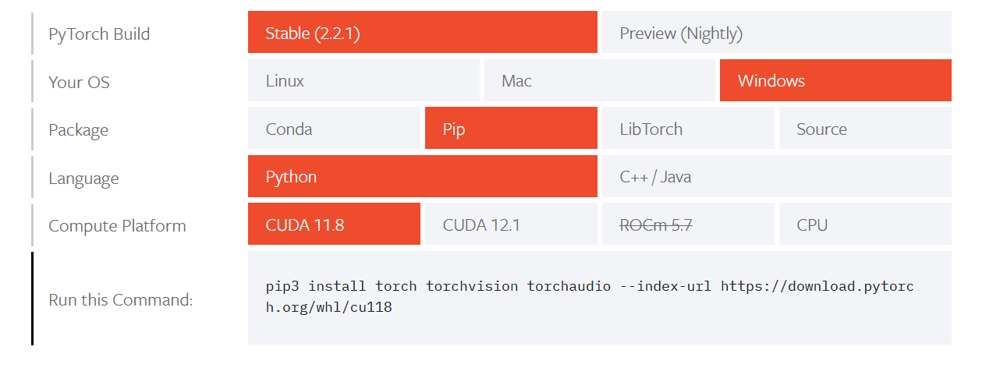 PyTorch Build
Stable (2.2.1)
Preview (Nightly)
Your OS
Linux
Mac
Windows
Package
Conda
Pip
LibTorch
Source
Language
Python
C++ / Java
Compute Platform
CUDA 11.8
CUDA 12.1
ROCm 5.7
CPU
Run this Command:
pip3 install torch torchvision torchaudio --index-url https://download.pytorc
h.org/whl/cu118